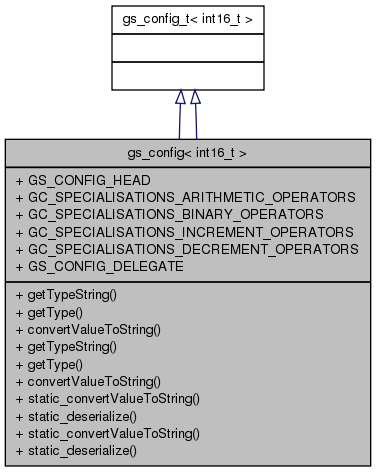 gs_config_t< int16_t >
gs_config< int16_t >
+ GS_CONFIG_HEAD
+ GC_SPECIALISATIONS_ARITHMETIC_OPERATORS
+ GC_SPECIALISATIONS_BINARY_OPERATORS
+ GC_SPECIALISATIONS_INCREMENT_OPERATORS
+ GC_SPECIALISATIONS_DECREMENT_OPERATORS
+ GS_CONFIG_DELEGATE
+ getTypeString()
+ getType()
+ convertValueToString()
+ getTypeString()
+ getType()
+ convertValueToString()
+ static_convertValueToString()
+ static_deserialize()
+ static_convertValueToString()
+ static_deserialize()